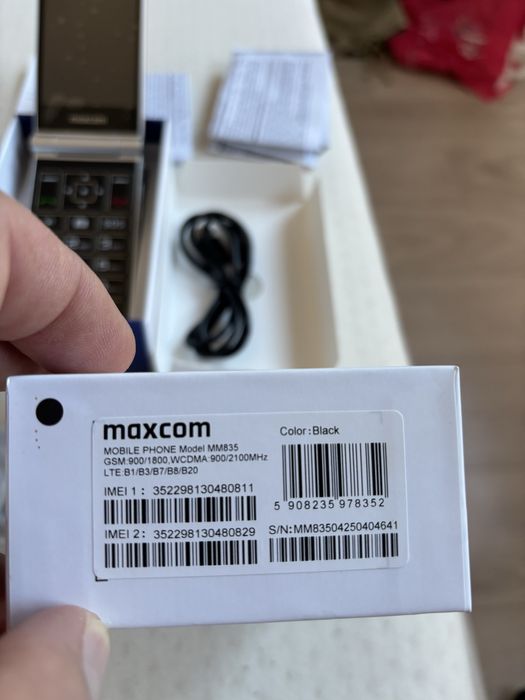 maxcom
MOBILE PHONE Model MM835
GSM:900/1800,WCDMA:900/2100MHz
LTE:B1/B3/B7/B8/B20
IMEI 1: 352298130480811
IMEI 2: 352298130480829
Color:Black
5 908235 978352
S/N:MM83504250404641